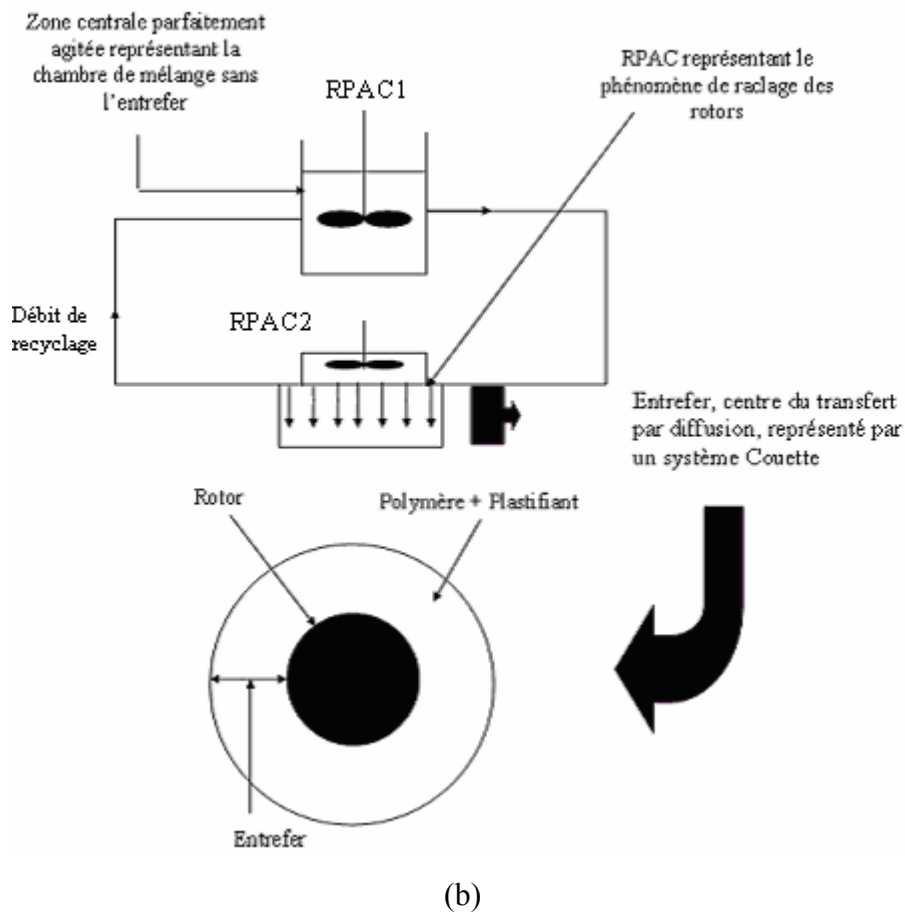 Zone centrale parfaitement
agitée représentant la
chambre de mélange sans
l'entrefer
RPAC1
RPAC représentant le
phénomène de raclage des
rotors
Débit de
recyclage
RPAC2
Entrefer, centre du transfert
par diffusion, représenté par
un système Couette
Rotor
Polymère + Plastifiant
Entrefer
(b)